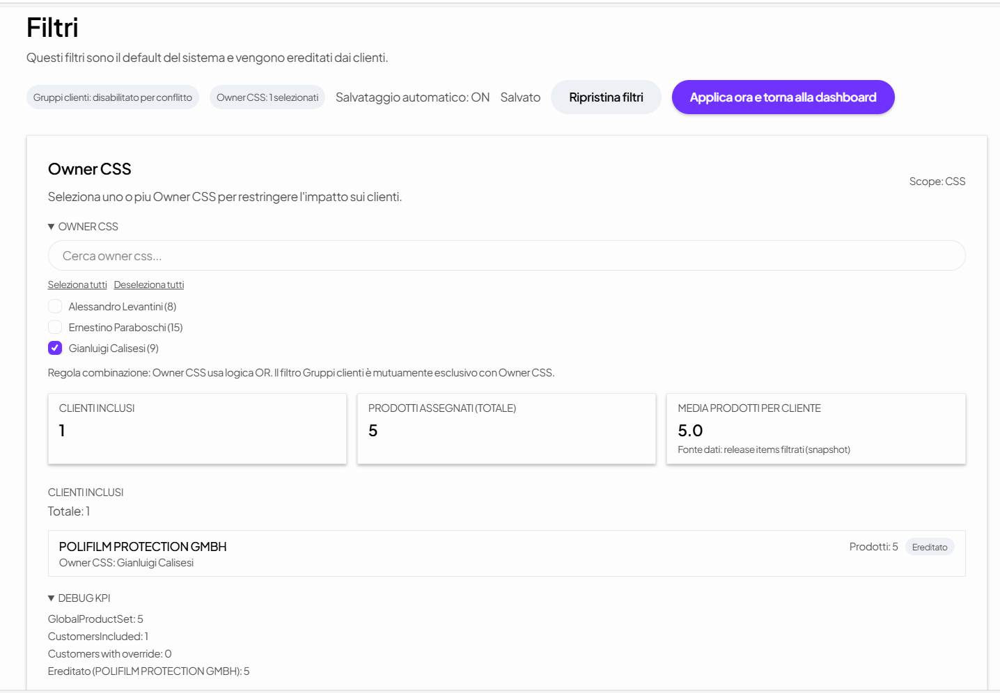 Filtri
Questi filtri sono il default del sistema e vengono ereditati dai clienti.
Gruppi clienti: disabilitato per conflitto
Owner CSS: 1 selezionati
Salvataggio automatico: ON
Salvato
Ripristina filtri
Applica ora e torna alla dashboard
Owner CSS
Seleziona uno o piu Owner CSS per restringere l'impatto sui clienti.
Scope: CSS
OWNER CSS
Cerca owner css...
Seleziona tutti
Deseleziona tutti
Alessandro Levantini (8)
Ernestino Paraboschi (15)
Gianluigi Calisesi (9)
Regola combinazione: Owner CSS usa logica OR. Il filtro Gruppi clienti è mutuamente esclusivo con Owner CSS.
CLIENTI INCLUSI
1
PRODOTTI ASSEGNATI (TOTALE)
5
MEDIA PRODOTTI PER CLIENTE
5.0
Fonte dati: release items filtrati (snapshot)
CLIENTI INCLUSI
Totale: 1
POLIFILM PROTECTION GMBH
Owner CSS: Gianluigi Calisesi
Prodotti: 5
Ereditato
DEBUG KPI
GlobalProductSet: 5
CustomersIncluded: 1
Customers with override: 0
Ereditato (POLIFILM PROTECTION GMBH): 5